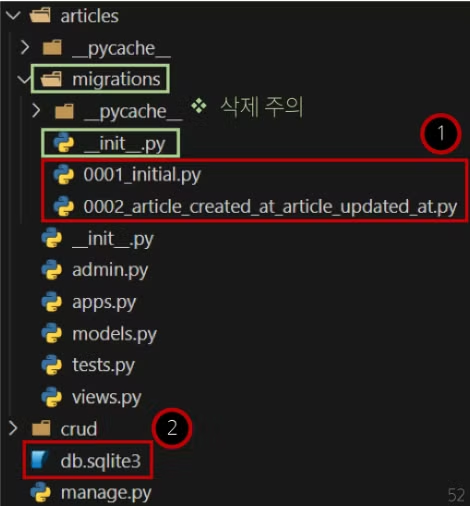 articles
__pycache__
migrations
__pycache__ ❖ 삭제 주의
__init__.py
1
0001_initial.py
0002_article_created_at_article_updated_at.py
__init__.py
admin.py
apps.py
models.py
tests.py
views.py
crud
2
db.sqlite3
manage.py
52